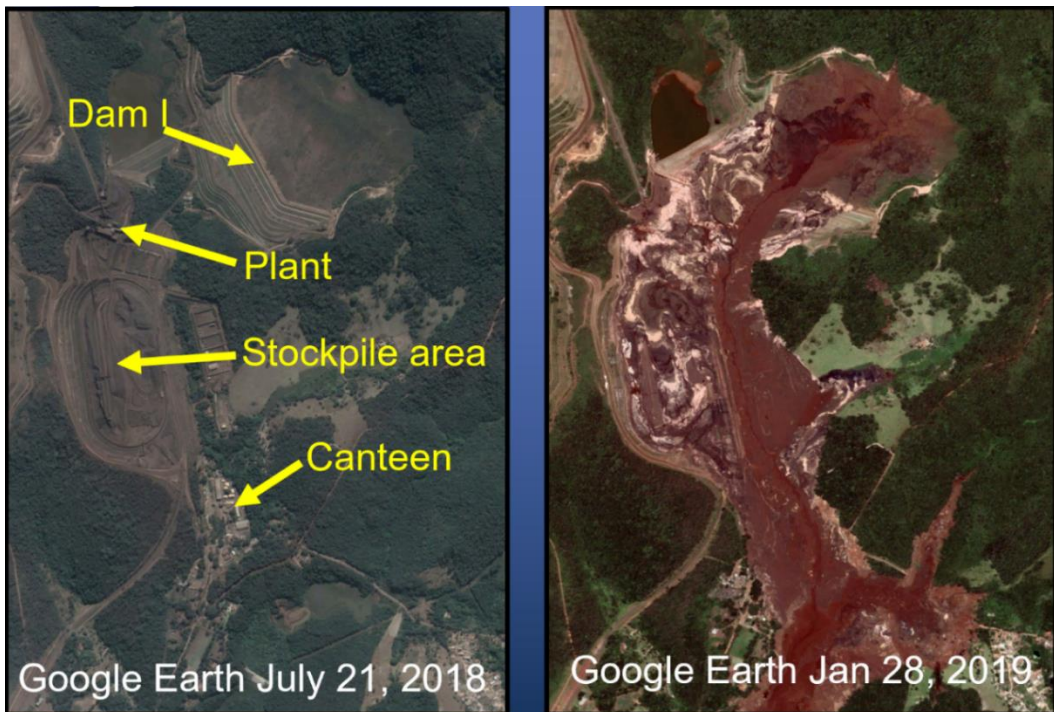 Dam I
Plant
Stockpile area
Canteen
Google Earth July 21, 2018
Google Earth Jan 28, 2019